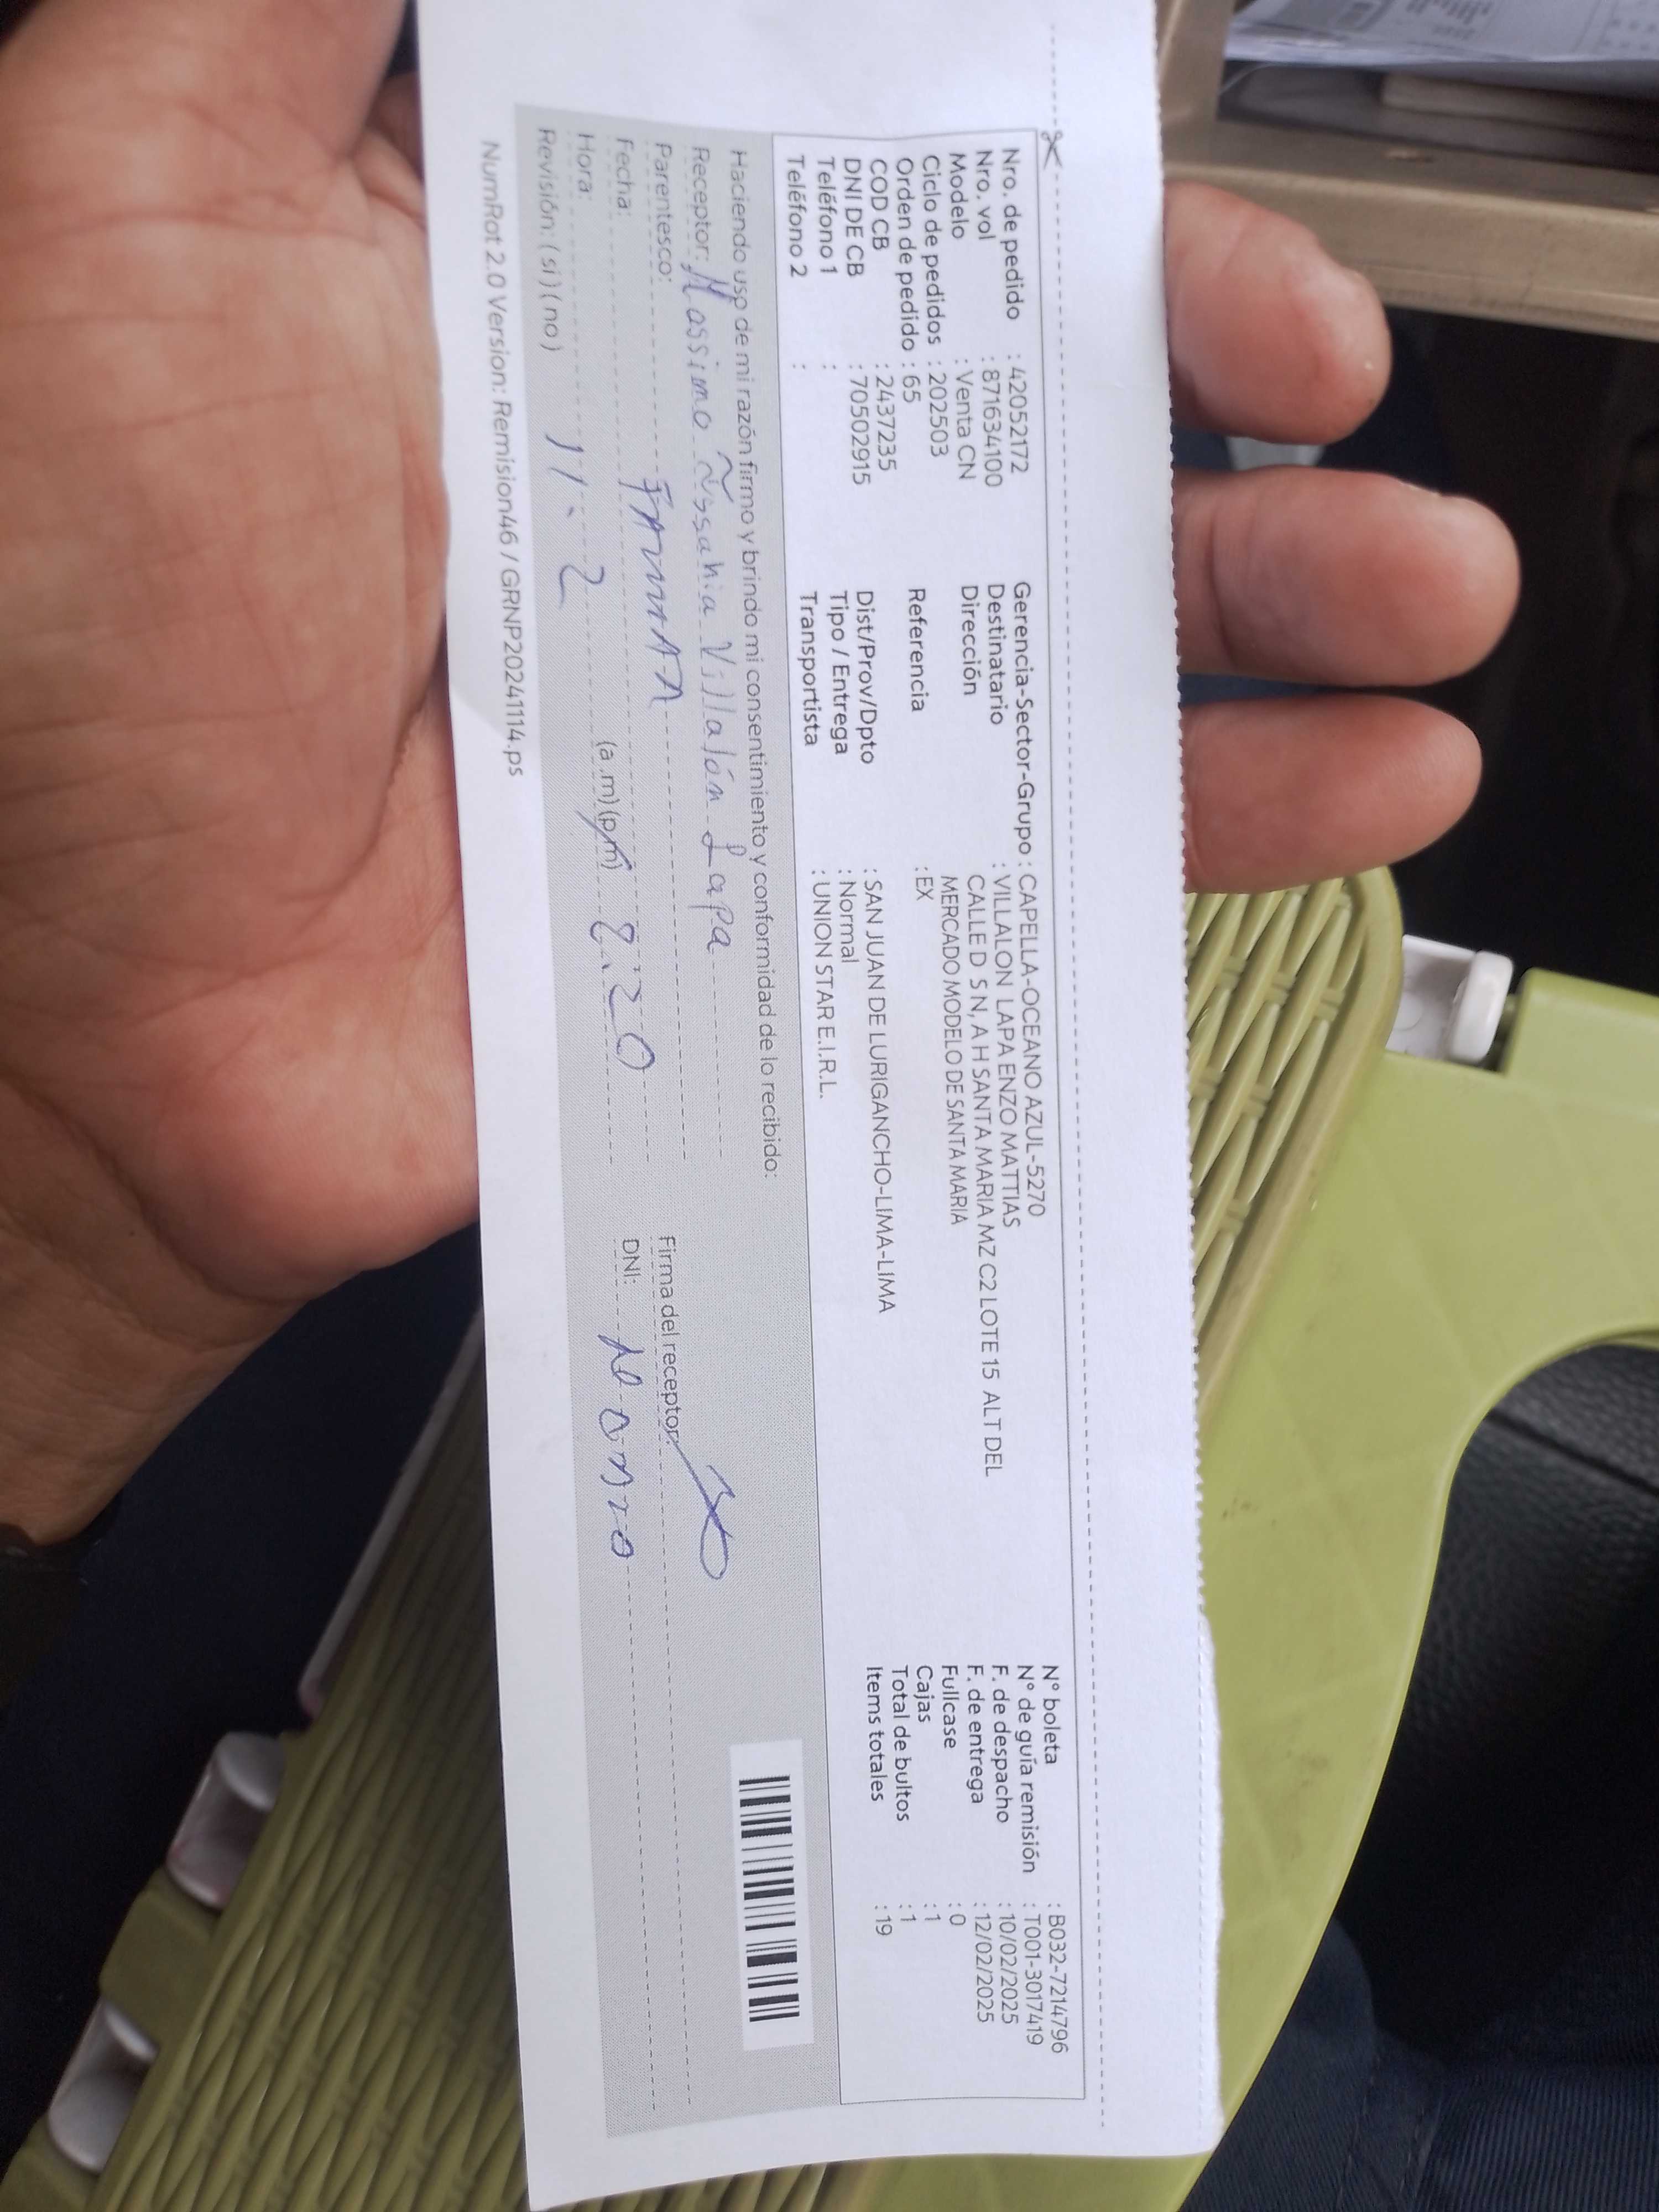 Nro. de pedido : 42052172
Nro. vol : 871634100
Modelo : Venta CN
Ciclo de pedidos : 202503
Orden de pedido : 65
COD CB : 2437235
DNI DE CB : 70502915
Teléfono 1 :
Teléfono 2 :
Gerencia-Sector-Grupo : CAPELLA-OCEANO AZUL-5270
Destinatario : VILLALON LAPA ENZO MATTIAS
Dirección CALLE D S N, A H SANTA MARIA MZ C2 LOTE 15 ALT DEL
MERCADO MODELO DE SANTA MARIA
Referencia : EX
Dist/Prov/Dpto : SAN JUAN DE LURIGANCHO-LIMA-LIMA
Tipo / Entrega : Normal
Transportista : UNION STAR E.I.R.L.
N° boleta : B032-7214796
N° de guía remisión : T001-3017419
F. de despacho : 10/02/2025
F. de entrega : 12/02/2025
Fullcase : 0
Cajas : 1
Total de bultos : 1
Items totales : 19
Haciendo uso de mi razón firmo y brindo mi consentimiento y conformidad de lo recibido:
Receptor: Massimo Villalón Lapa
Parentesco:
Firma del receptor:
Fecha: 2.20
DNI:
Hora: 11.2 (a.m)(p.m)
Revisión: (si) (no)
NumRot 2.0 Version: Remision46 / GRNP20241114.ps